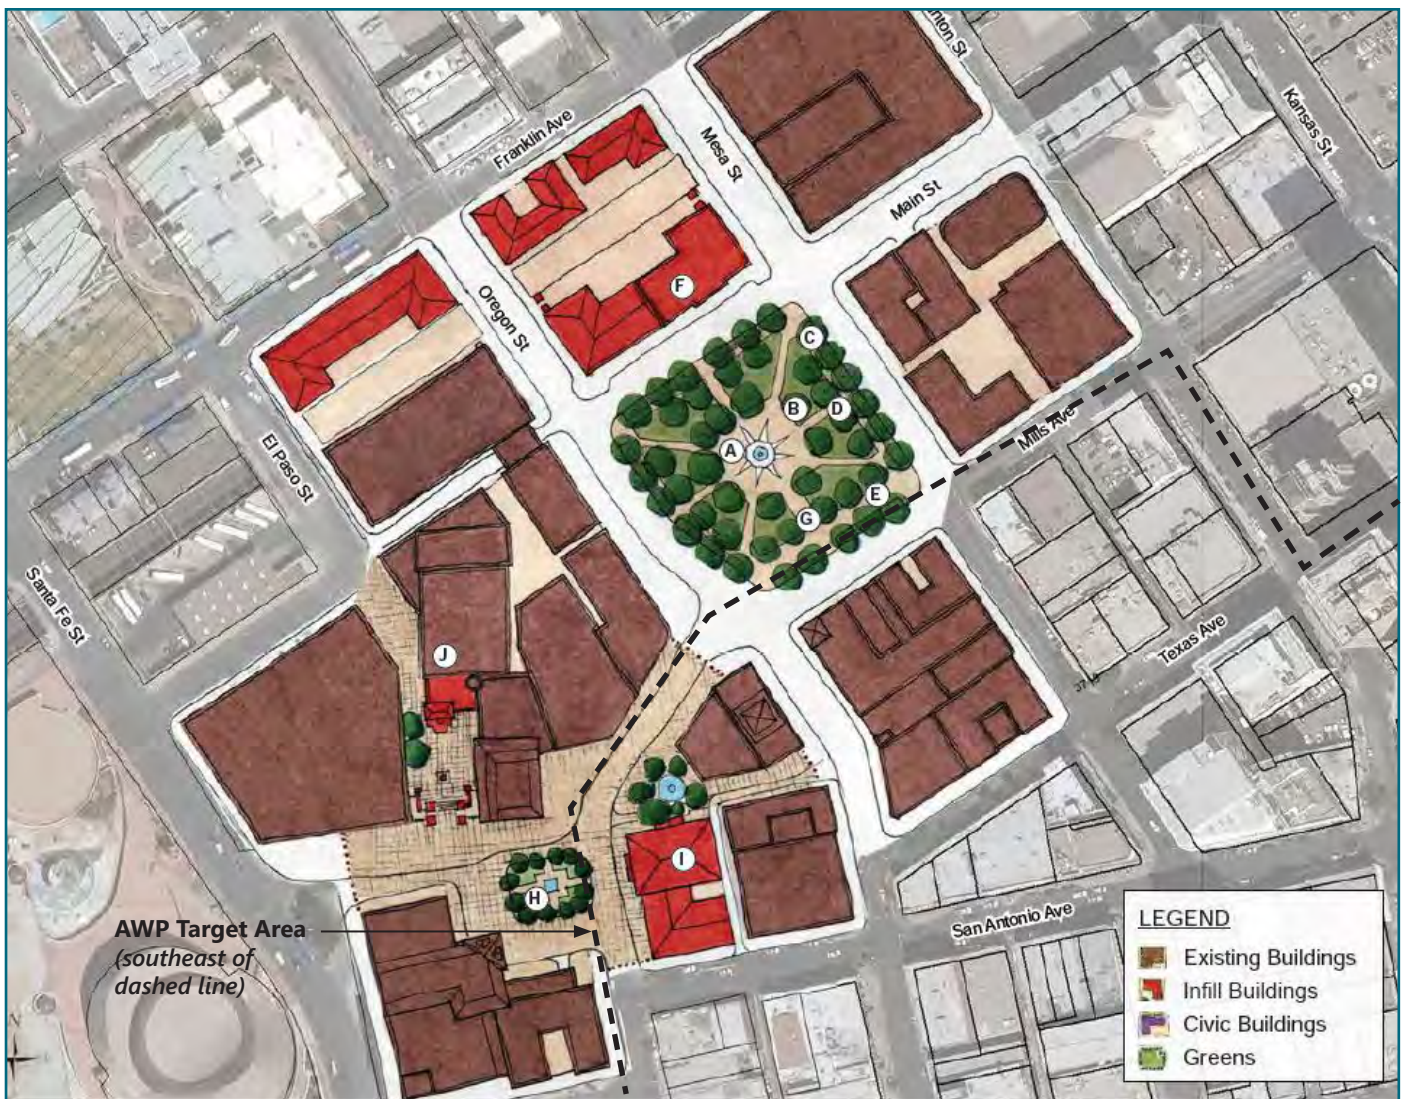 nton St
Kansas St
Franklin Ave
Mesa St
Main St
Oregon St
F
C
B
D
A
E
G
El Paso St
Mills Ave
Santa Fe St
Texas Ave
J
I
H
San Antonio Ave
AWP Target Area
(southeast of
dashed line)
LEGEND
Existing Buildings
Infill Buildings
Civic Buildings
Greens